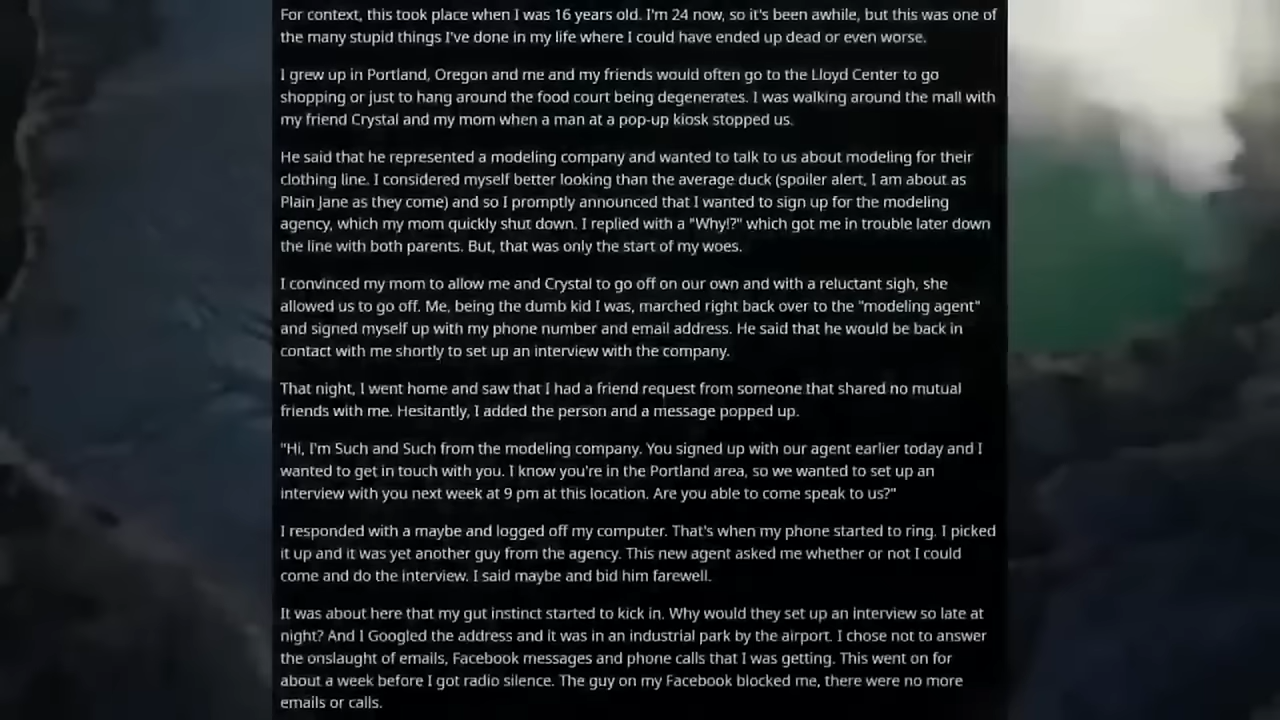 For context, this took place when I was 16 years old. I'm 24 now, so it's been awhile, but this was one of
the many stupid things I've done in my life where I could have ended up dead or even worse.
I grew up in Portland, Oregon and me and my friends would often go to the Lloyd Center to go
shopping or just to hang around the food court being degenerates. I was walking around the mall with
my friend Crystal and my mom when a man at a pop-up kiosk stopped us.
He said that he represented a modeling company and wanted to talk to us about modeling for their
clothing line. I considered myself better looking than the average duck (spoiler alert, I am about as
Plain Jane as they come) and so I promptly announced that I wanted to sign up for the modeling
agency, which my mom quickly shut down. I replied with a "Why!?" which got me in trouble later down
the line with both parents. But, that was only the start of my woes.
I convinced my mom to allow me and Crystal to go off on our own and with a reluctant sigh, she
allowed us to go off. Me, being the dumb kid I was, marched right back over to the "modeling agent"
and signed myself up with my phone number and email address. He said that he would be back in
contact with me shortly to set up an interview with the company.
That night, I went home and saw that I had a friend request from someone that shared no mutual
friends with me. Hesitantly, I added the person and a message popped up.
"Hi, I'm Such and Such from the modeling company. You signed up with our agent earlier today and I
wanted to get in touch with you. I know you're in the Portland area, so we wanted to set up an
interview with you next week at 9 pm at this location. Are you able to come speak to us?"
I responded with a maybe and logged off my computer. That's when my phone started to ring. I picked
it up and it was yet another guy from the agency. This new agent asked me whether or not I could
come and do the interview. I said maybe and bid him farewell.
It was about here that my gut instinct started to kick in. Why would they set up an interview so late at
night? And I Googled the address and it was in an industrial park by the airport. I chose not to answer
the onslaught of emails, Facebook messages and phone calls that I was getting. This went on for
about a week before I got radio silence. The guy on my Facebook blocked me, there were no more
emails or calls.